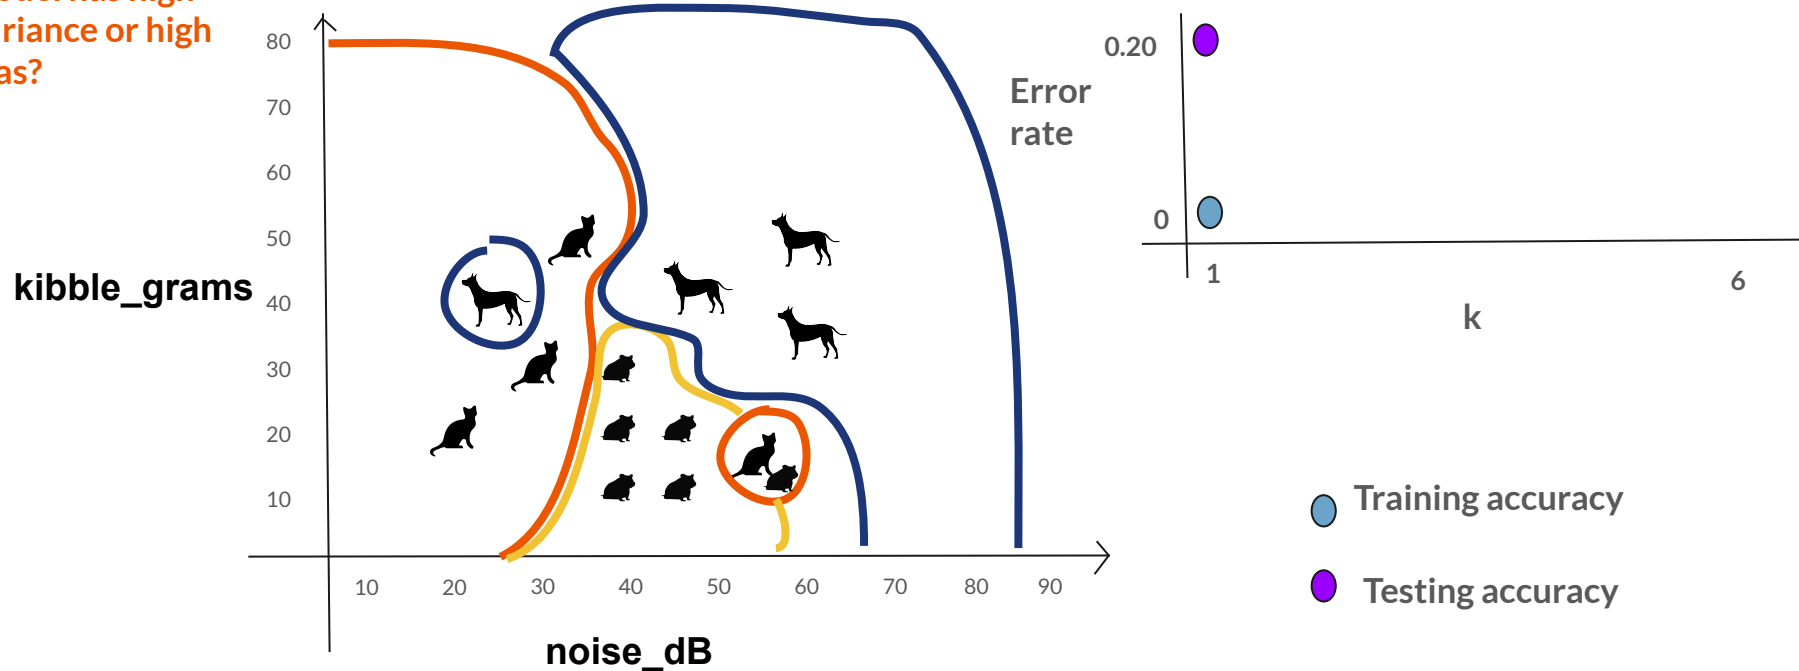 riance or high
as?
80
70
60
50
40
30
20
10
kibble_grams
10 20 30 40 50 60 70 80 90
noise_dB
Error
rate
0.20
0
1 6
k
Training accuracy
Testing accuracy